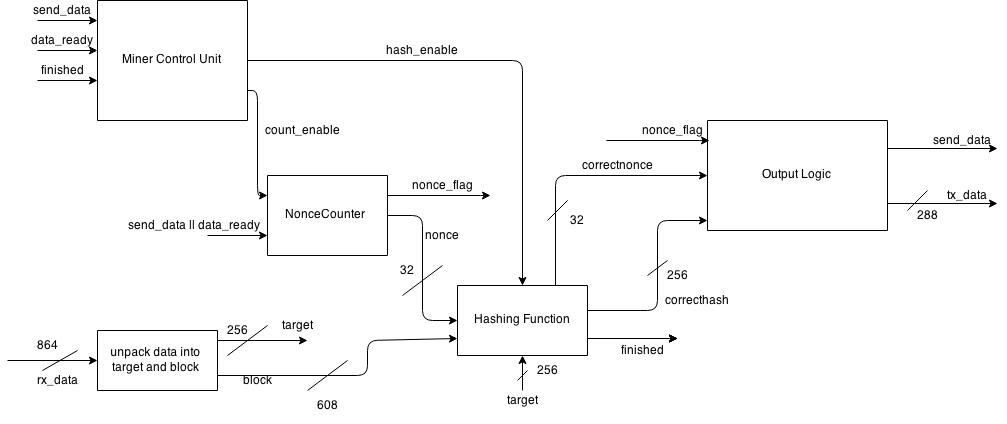 send_data
data_ready
finished
Miner Control Unit
hash_enable
count_enable
nonce_flag
correctnonce
32
Output Logic
send_data
tx_data
288
send_data II data_ready
NonceCounter
nonce_flag
nonce
32
256
correcthash
Hashing Function
finished
256
target
864
rx_data
unpack data into
target and block
256
target
block
608